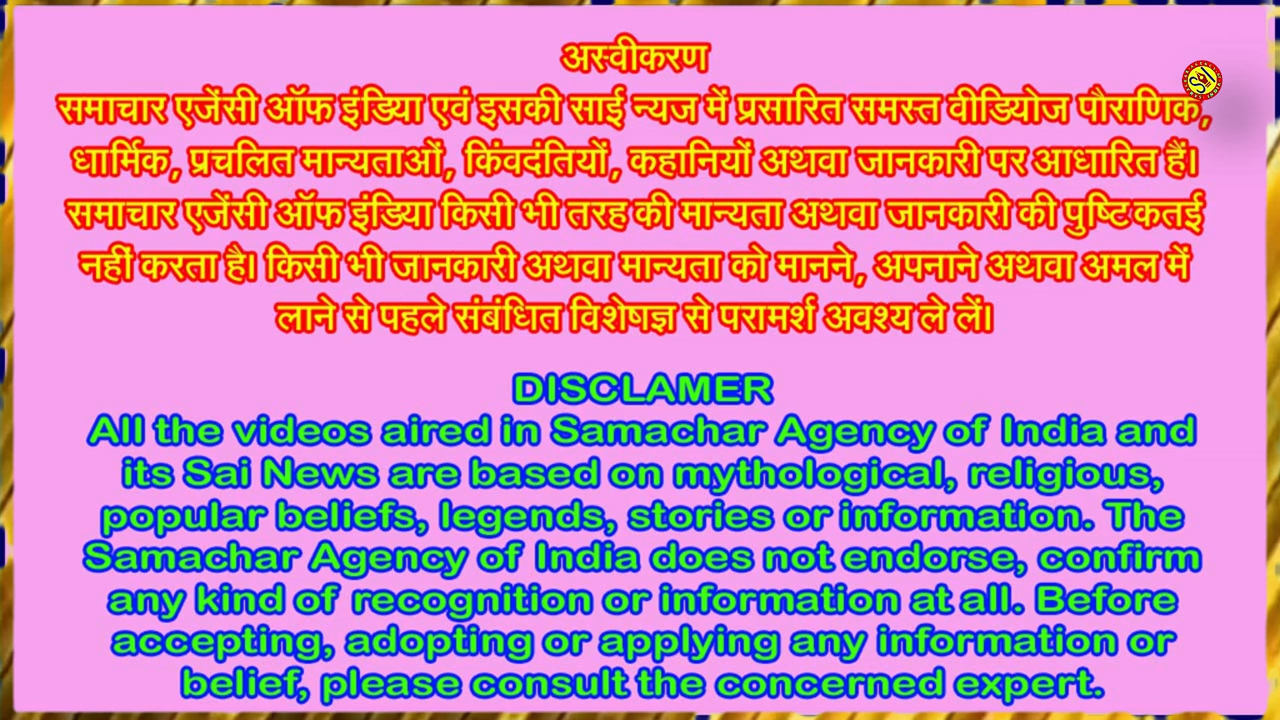 अस्वीकरण
समाचार एजेंसी ऑफ इंडिया एवं इसकी साई न्यज में प्रसारित समस्त वीडियोज पौराणिक,
धार्मिक, प्रचलित मान्यताओं, किंवदंतियों, कहानियों अथवा जानकारी पर आधारित हैं।
समाचार एजेंसी ऑफ इंडिया किसी भी तरह की मान्यता अथवा जानकारी की पुष्टि कतई
नहीं करता है। किसी भी जानकारी अथवा मान्यता को मानने, अपनाने अथवा अमल में
लाने से पहले संबंधित विशेषज्ञ से परामर्श अवश्य ले लें।
DISCLAMER
All the videos aired in Samachar Agency of India and
its Sai News are based on mythological, religious,
popular beliefs, legends, stories or information. The
Samachar Agency of India does not endorse, confirm
any kind of recognition or information at all. Before
accepting, adopting or applying any information or
belief, please consult the concerned expert.